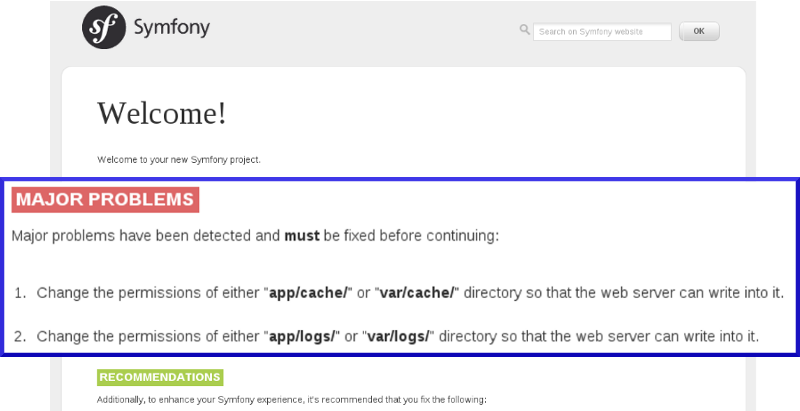 sf Symfony
Search on Symfony website
OK
Welcome!
Welcome to your new Symfony project.
MAJOR PROBLEMS
Major problems have been detected and must be fixed before continuing:
1. Change the permissions of either "app/cache/" or "var/cache/" directory so that the web server can write into it.
2. Change the permissions of either "app/logs/" or "var/logs/" directory so that the web server can write into it.
RECOMMENDATIONS
Additionally, to enhance your Symfony experience, it's recommended that you fix the following: